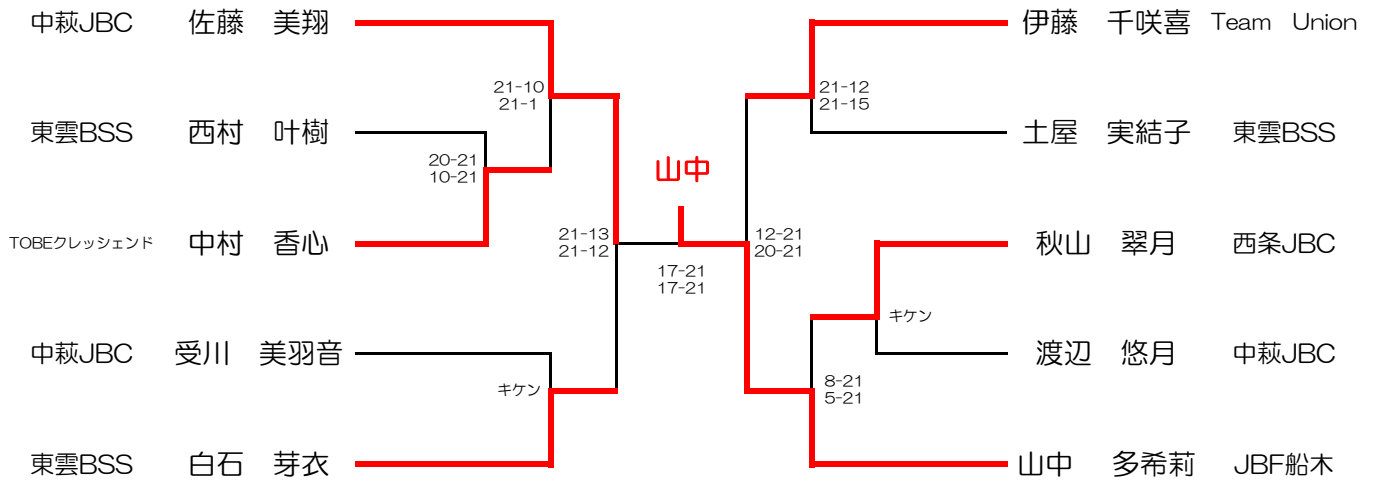 中萩JBC 佐藤 美翔
伊藤 千咲喜 Team Union
21-10
21-1
21-12
21-15
東雲BSS 西村 叶樹
土屋 実結子 東雲BSS
20-21
10-21
山中
TOBEクレッシェンド 中村 香心
21-13
21-12
12-21
20-21
秋山 翠月 西条JBC
17-21
17-21
キケン
中萩JBC 受川 美羽音
渡辺 悠月 中萩JBC
キケン
8-21
5-21
東雲BSS 白石 芽衣
山中 多希莉 JBF船木